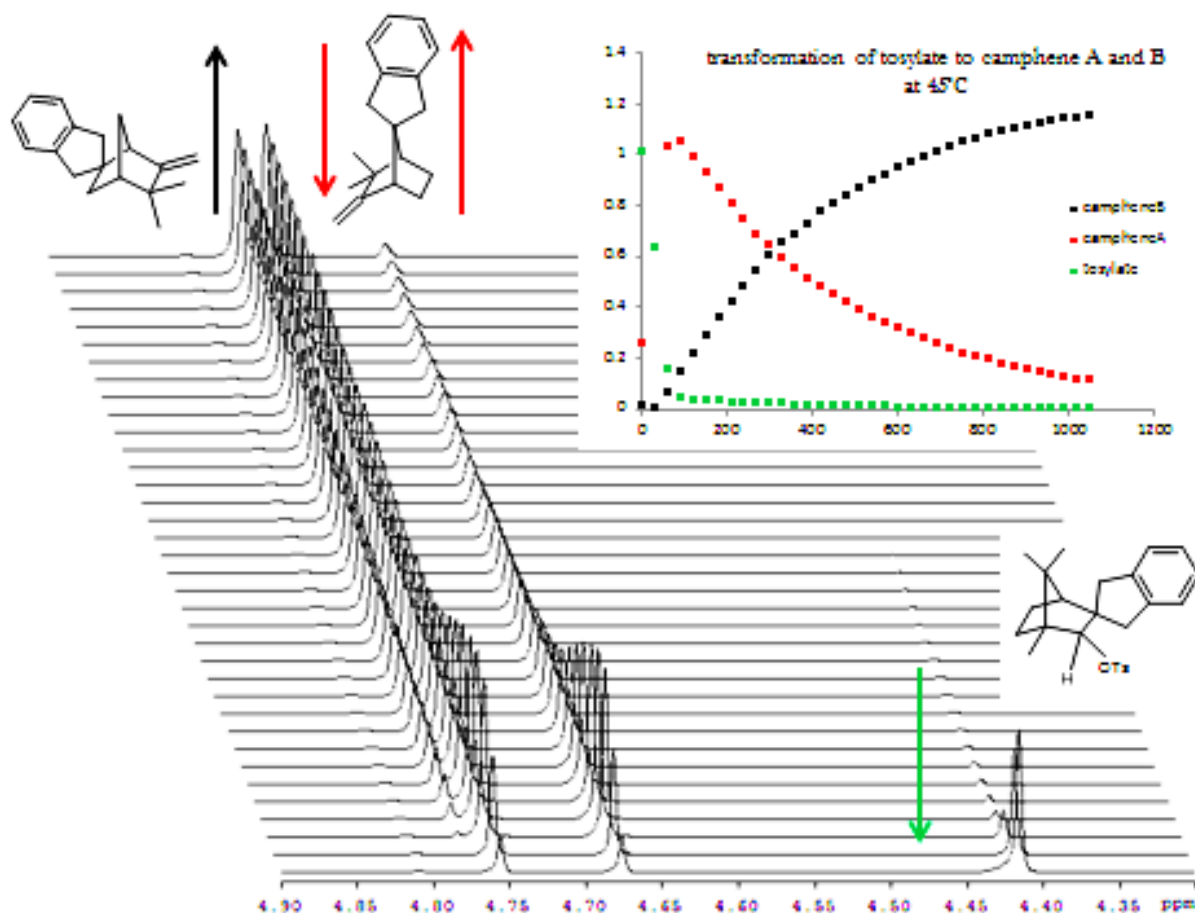 transformation of tosylate to camphene A and B
at 45°C
1.4
1.2
1
0.8
0.6
0.4
0.2
0
0 200 400 600 800 1000 1200
campheneB
campheneA
tosylate
OTs
H
4.90 4.85 4.80 4.75 4.70 4.65 4.60 4.55 4.50 4.45 4.40 4.35 PPM